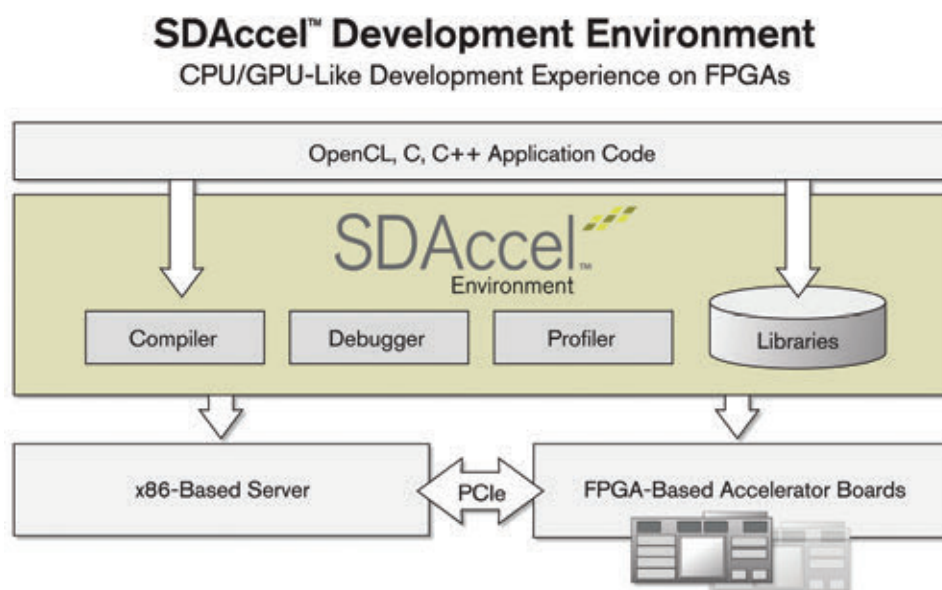 SDAccel™ Development Environment
CPU/GPU-Like Development Experience on FPGAs
OpenCL, C, C++ Application Code
SDAccel™
Environment
Compiler
Debugger
Profiler
Libraries
x86-Based Server
PCIe
FPGA-Based Accelerator Boards